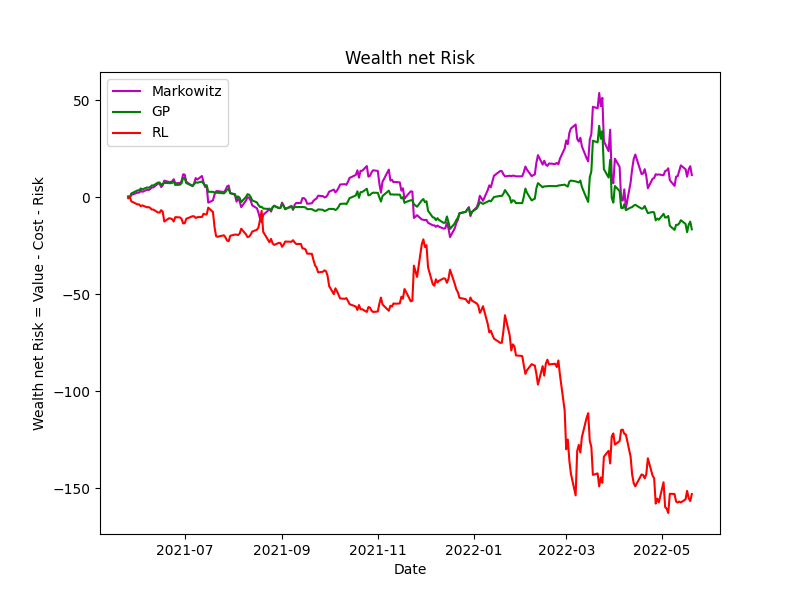 Wealth net Risk
Markowitz
GP
RL
50
0
−50
−100
−150
Wealth net Risk = Value - Cost - Risk
2021-07
2021-09
2021-11
2022-01
2022-03
2022-05
Date